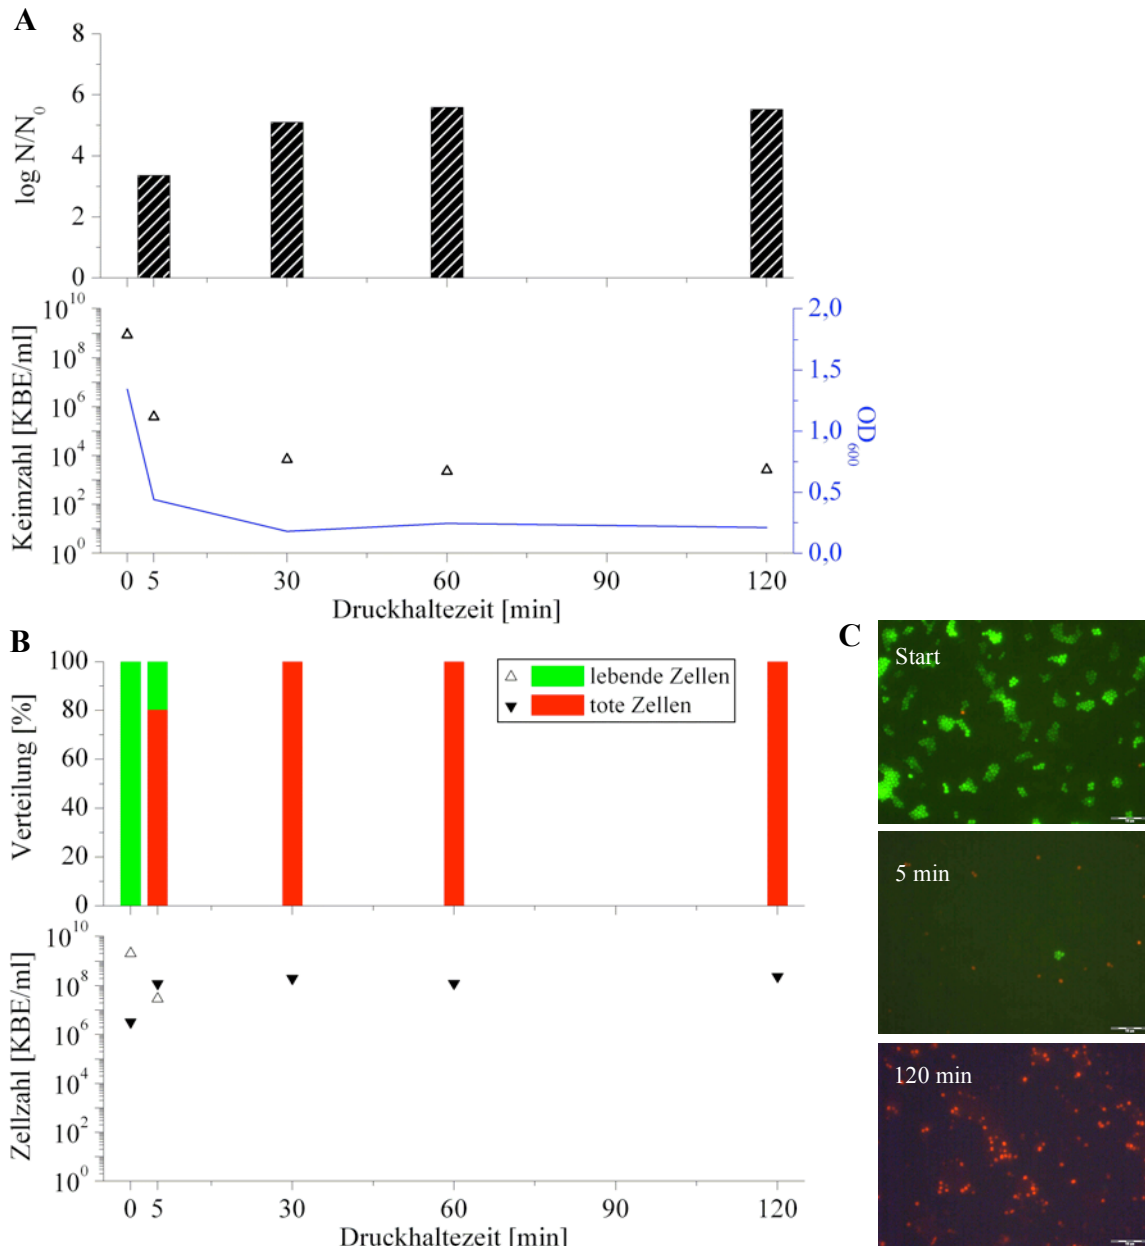 A
log N/N0
8
6
4
2
0
Keimzahl [KBE/ml]
10^10
10^8
10^6
10^4
10^2
10^0
2,0
1,5
1,0
0,5
0,0
OD600
0 5 30 60 90 120
Druckhaltezeit [min]
B
Verteilung [%]
100
80
60
40
20
0
lebende Zellen
tote Zellen
Zellzahl [KBE/ml]
10^10
10^8
10^6
10^4
10^2
10^0
0 5 30 60 90 120
Druckhaltezeit [min]
C
Start
5 min
120 min